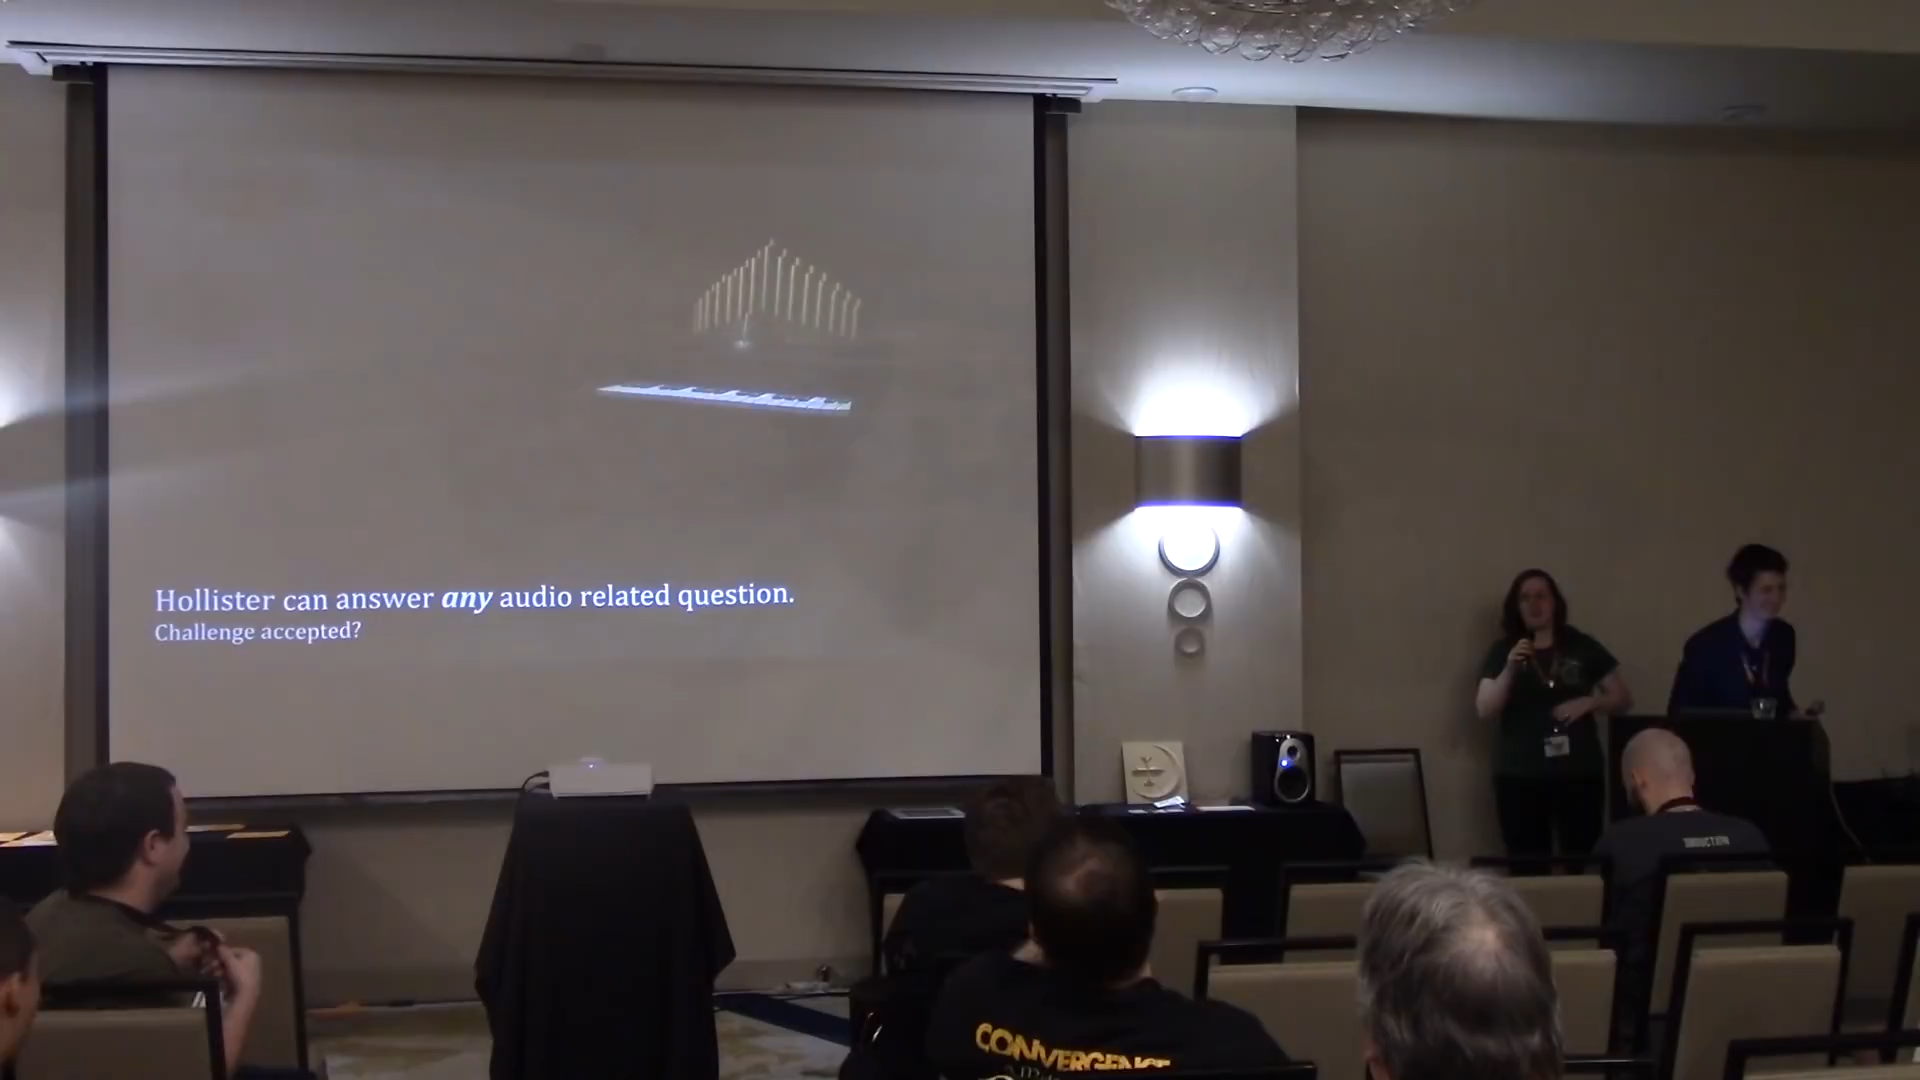 Hollister can answer any audio related question.
Challenge accepted?
CONVERGENCE